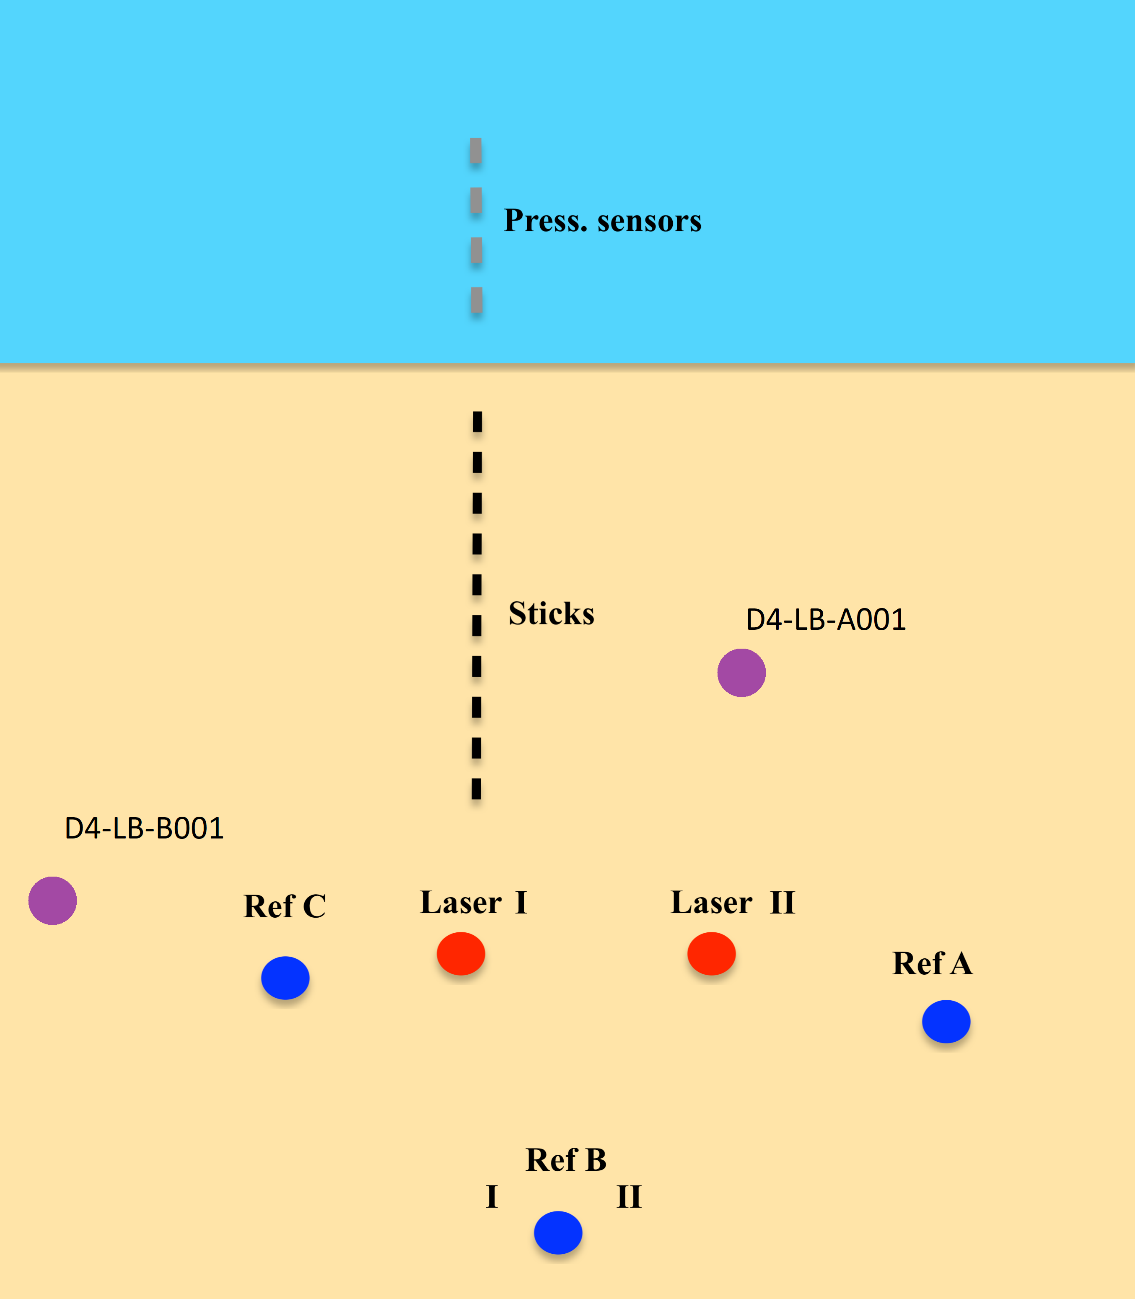 Press. sensors
Sticks
D4-LB-A001
D4-LB-B001
Ref C
Laser I
Laser II
Ref A
Ref B
I II